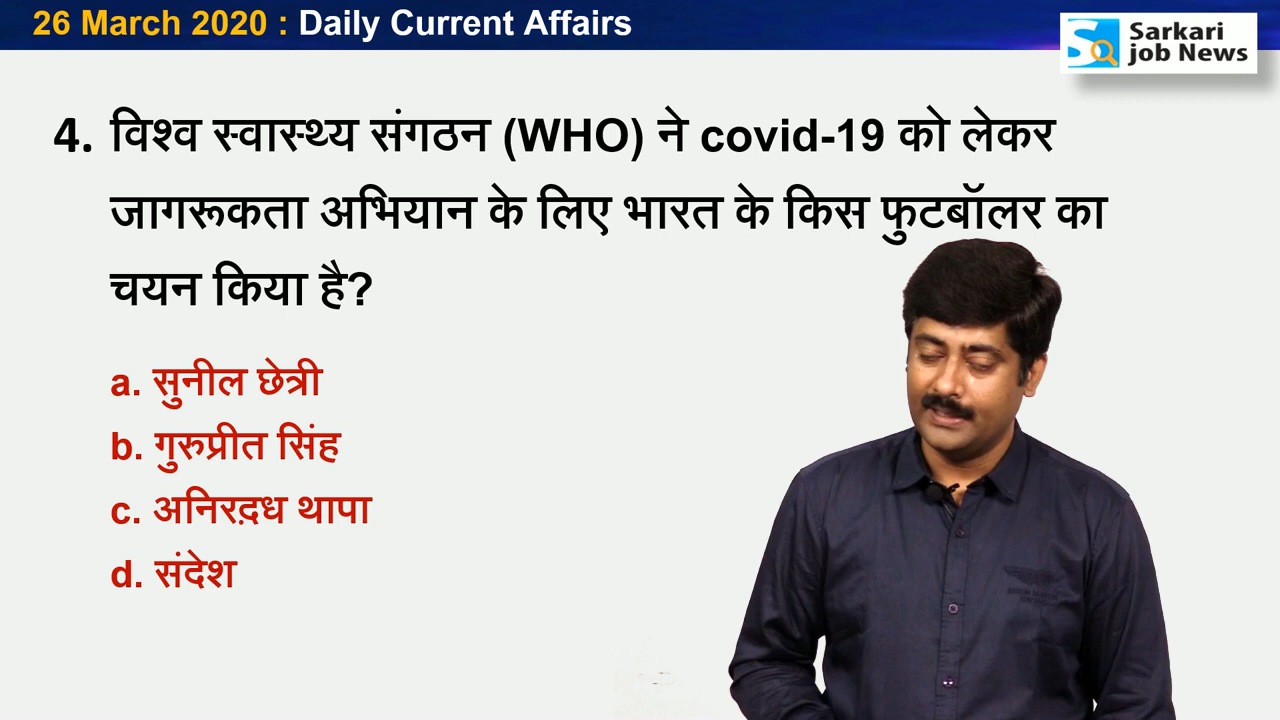 26 March 2020 : Daily Current Affairs
Sarkari
job News
4. विश्व स्वास्थ्य संगठन (WHO) ने covid-19 को लेकर
जागरूकता अभियान के लिए भारत के किस फुटबॉलर का
चयन किया है?
a. सुनील छेत्री
b. गुरुप्रीत सिंह
c. अनिरद़ध थापा
d. संदेश